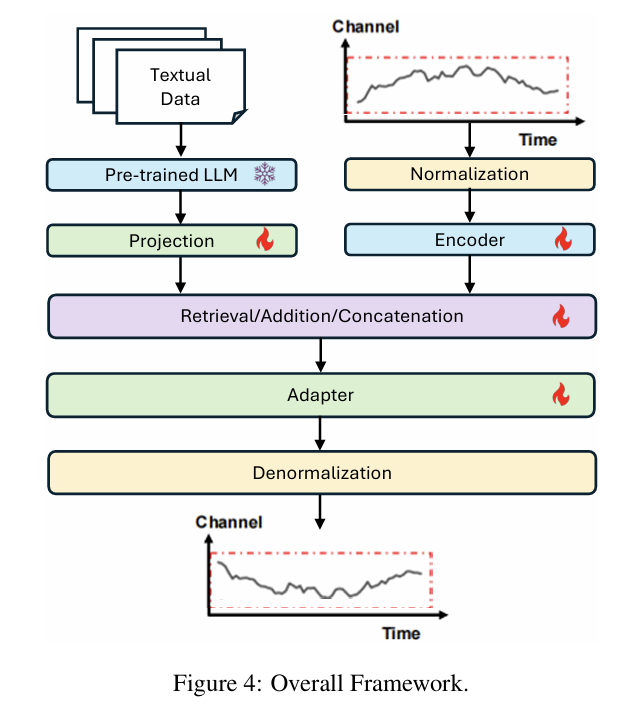 Textual
Data
Channel
Time
Pre-trained LLM
Normalization
Projection
Encoder
Retrieval/Addition/Concatenation
Adapter
Denormalization
Channel
Time
Figure 4: Overall Framework.